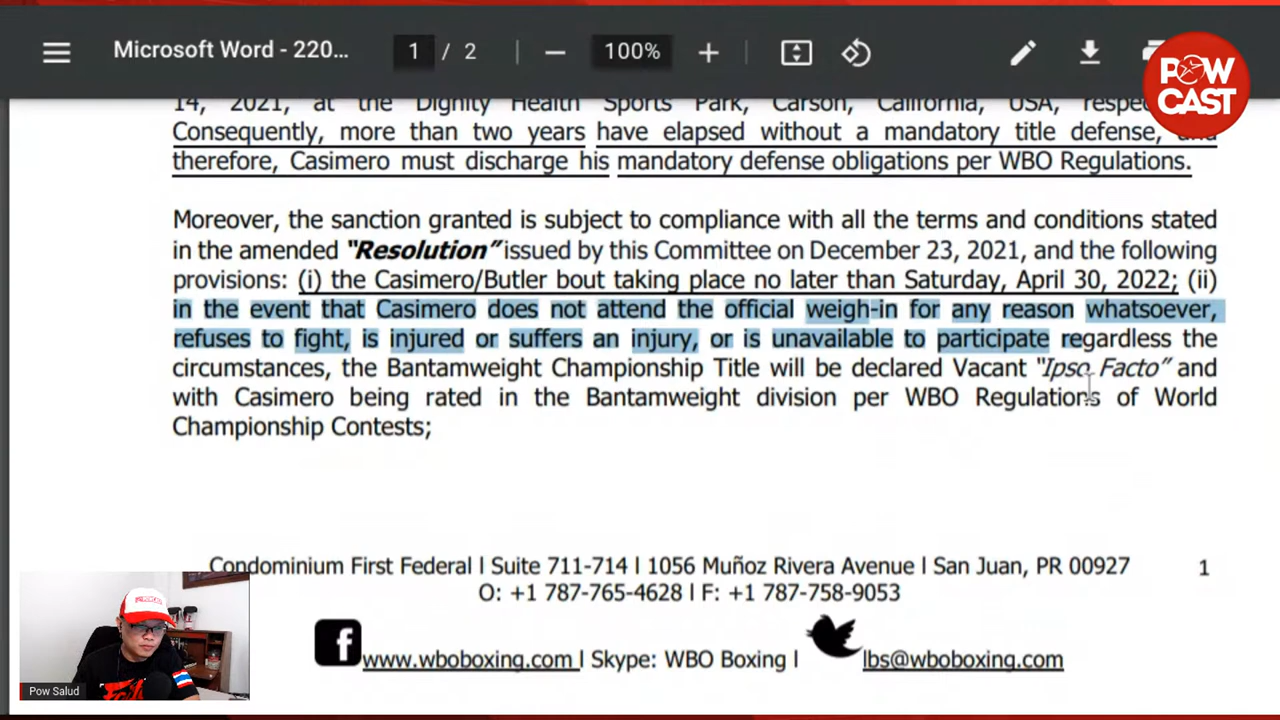 Microsoft Word - 220...
1 / 2
100%
POW
CAST
14, 2021, at the Dignity Health Sports Park, Carson, California, USA,
Consequently, more than two years have elapsed without a mandatory title defense, and
therefore, Casimero must discharge his mandatory defense obligations per WBO Regulations.
Moreover, the sanction granted is subject to compliance with all the terms and conditions stated
in the amended "Resolution" issued by this Committee on December 23, 2021, and the following
provisions: (i) the Casimero/Butler bout taking place no later than Saturday, April 30, 2022; (ii)
in the event that Casimero does not attend the official weigh-in for any reason whatsoever,
refuses to fight, is injured or suffers an injury, or is unavailable to participate regardless the
circumstances, the Bantamweight Championship Title will be declared Vacant "Ipso Facto" and
with Casimero being rated in the Bantamweight division per WBO Regulations of World
Championship Contests;
Condominium First Federal | Suite 711-714 | 1056 Muñoz Rivera Avenue | San Juan, PR 00927
1
O: +1 787-765-4628 | F: +1 787-758-9053
www.wboboxing.com | Skype: WBO Boxing | lbs@wboboxing.com
Pow Salud